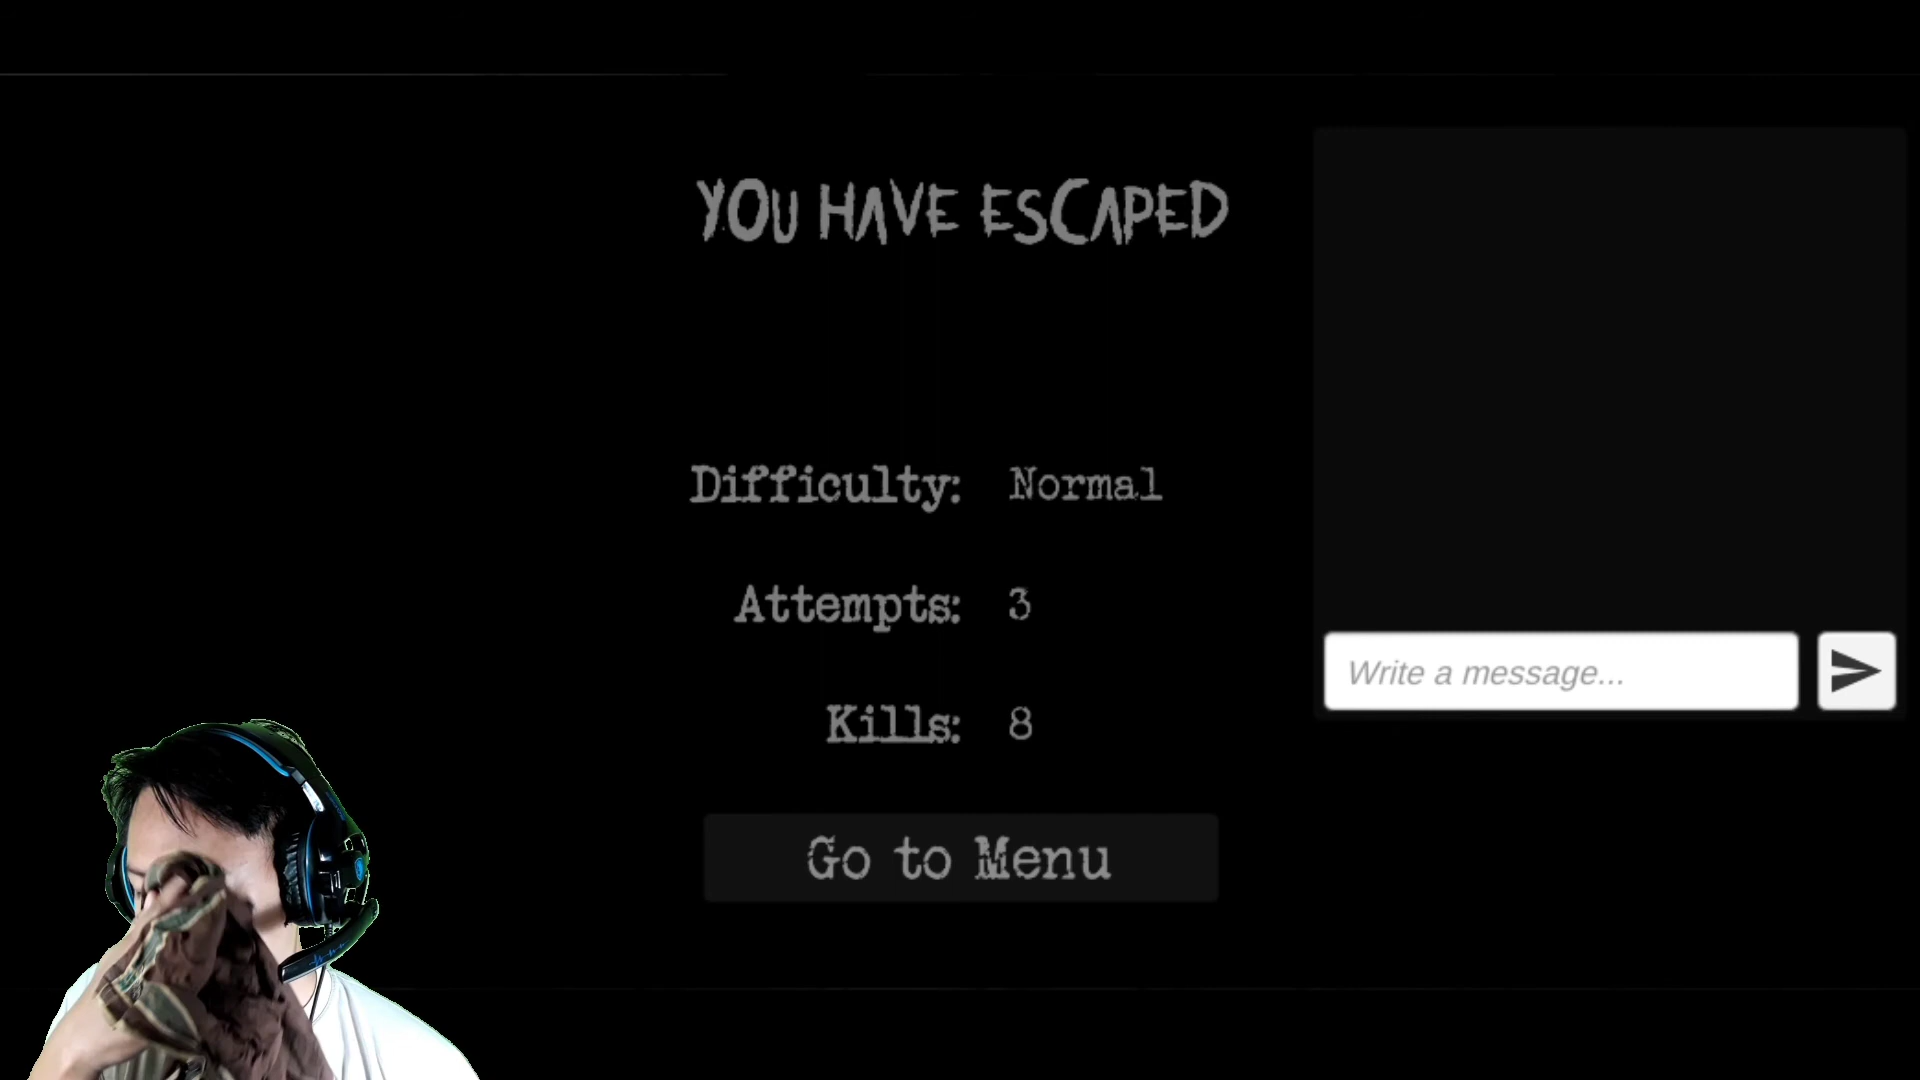 YOU HAVE ESCAPED
Difficulty: Normal
Attempts: 3
Kills: 8
Go to Menu
Write a message...